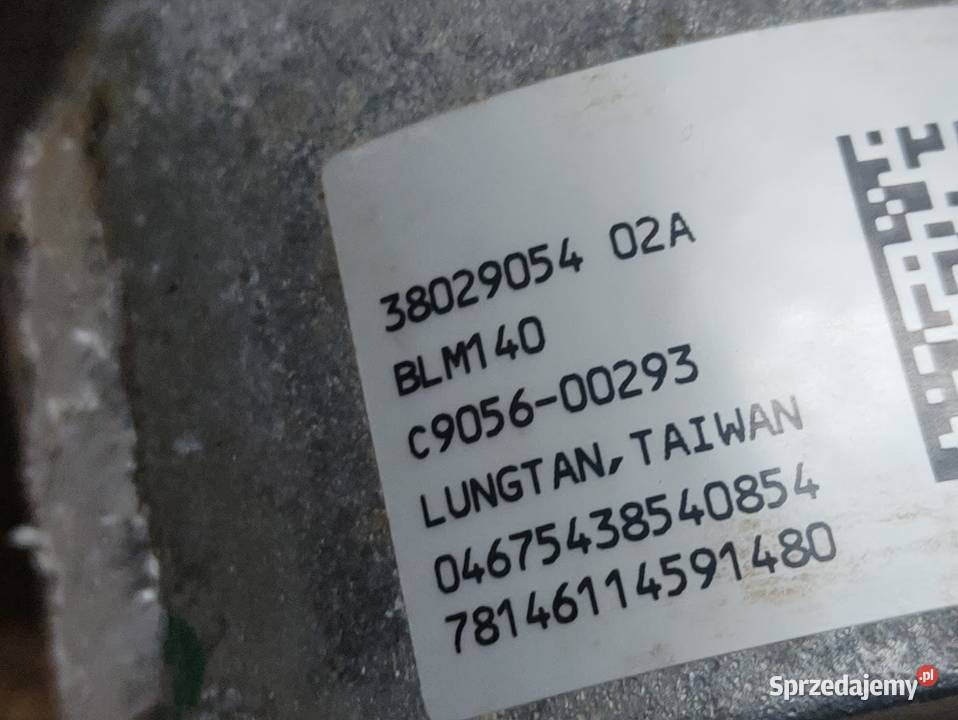 38029054 02A
BLM140
C9056-00293
LUNGTAN,TAIWAN
04675438540854
78146114591480
Sprzedajemy.pl